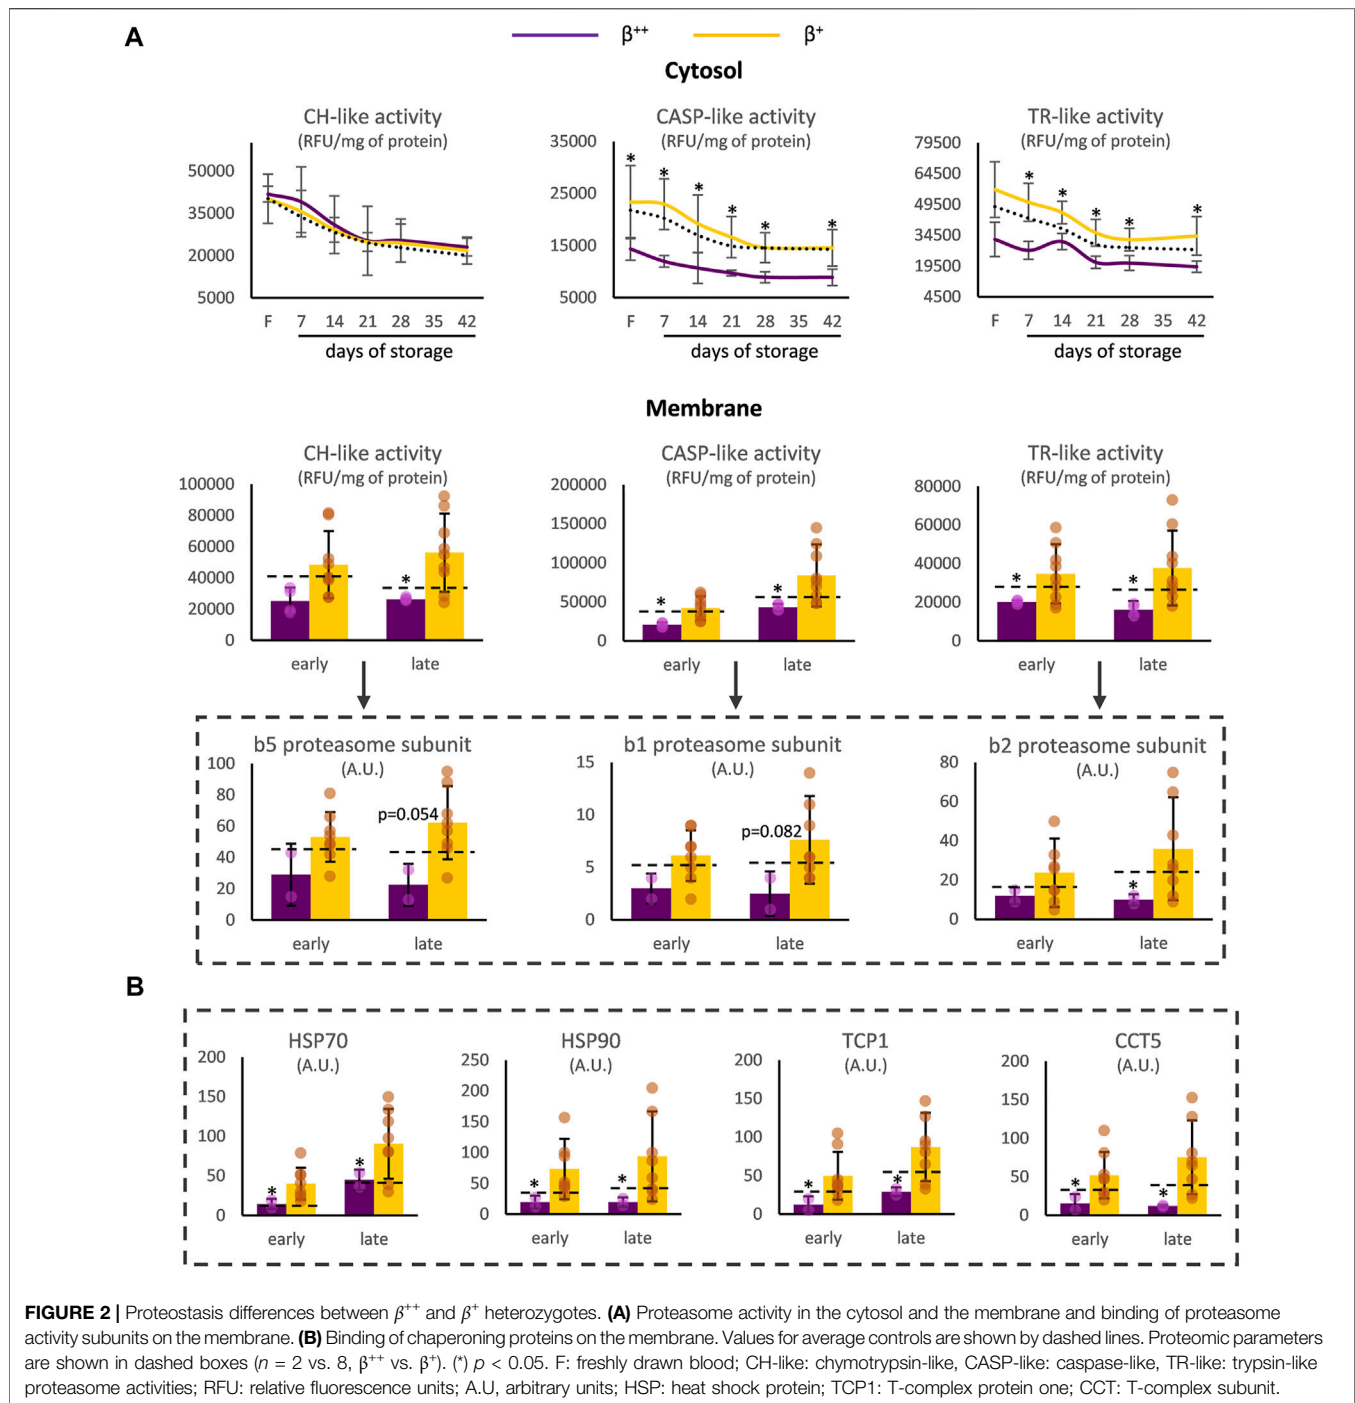 A
β++ β+
Cytosol
CH-like activity
(RFU/mg of protein)
50000
35000
20000
5000
F 7 14 21 28 35 42
days of storage
CASP-like activity
(RFU/mg of protein)
35000
25000
15000
5000
* * * * * *
F 7 14 21 28 35 42
days of storage
TR-like activity
(RFU/mg of protein)
79500
64500
49500
34500
19500
4500
* * * * *
F 7 14 21 28 35 42
days of storage
Membrane
CH-like activity
(RFU/mg of protein)
100000
80000
60000
40000
20000
0
*
early late
CASP-like activity
(RFU/mg of protein)
200000
150000
100000
50000
0
* *
early late
TR-like activity
(RFU/mg of protein)
80000
60000
40000
20000
0
* *
early late
b5 proteasome subunit
(A.U.)
100
80
60
40
20
0
p=0.054
early late
b1 proteasome subunit
(A.U.)
15
10
5
0
p=0.082
early late
b2 proteasome subunit
(A.U.)
80
60
40
20
0
*
early late
B
HSP70
(A.U.)
200
150
100
50
0
* *
early late
HSP90
(A.U.)
250
200
150
100
50
0
* *
early late
TCP1
(A.U.)
200
150
100
50
0
* *
early late
CCT5
(A.U.)
200
150
100
50
0
* *
early late
FIGURE 2 | Proteostasis differences between β++ and β+ heterozygotes. (A) Proteasome activity in the cytosol and the membrane and binding of proteasome
activity subunits on the membrane. (B) Binding of chaperoning proteins on the membrane. Values for average controls are shown by dashed lines. Proteomic parameters
are shown in dashed boxes (n = 2 vs. 8, β++ vs. β+). (*) p < 0.05. F: freshly drawn blood; CH-like: chymotrypsin-like, CASP-like: caspase-like, TR-like: trypsin-like
proteasome activities; RFU: relative fluorescence units; A.U, arbitrary units; HSP: heat shock protein; TCP1: T-complex protein one; CCT: T-complex subunit.